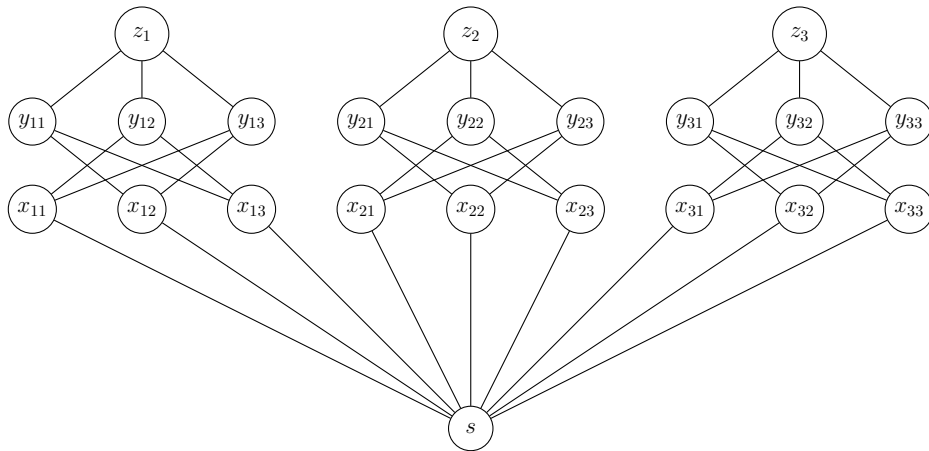 z₁ z₂ z₃
y₁₁ y₁₂ y₁₃ y₂₁ y₂₂ y₂₃ y₃₁ y₃₂ y₃₃
x₁₁ x₁₂ x₁₃ x₂₁ x₂₂ x₂₃ x₃₁ x₃₂ x₃₃
s